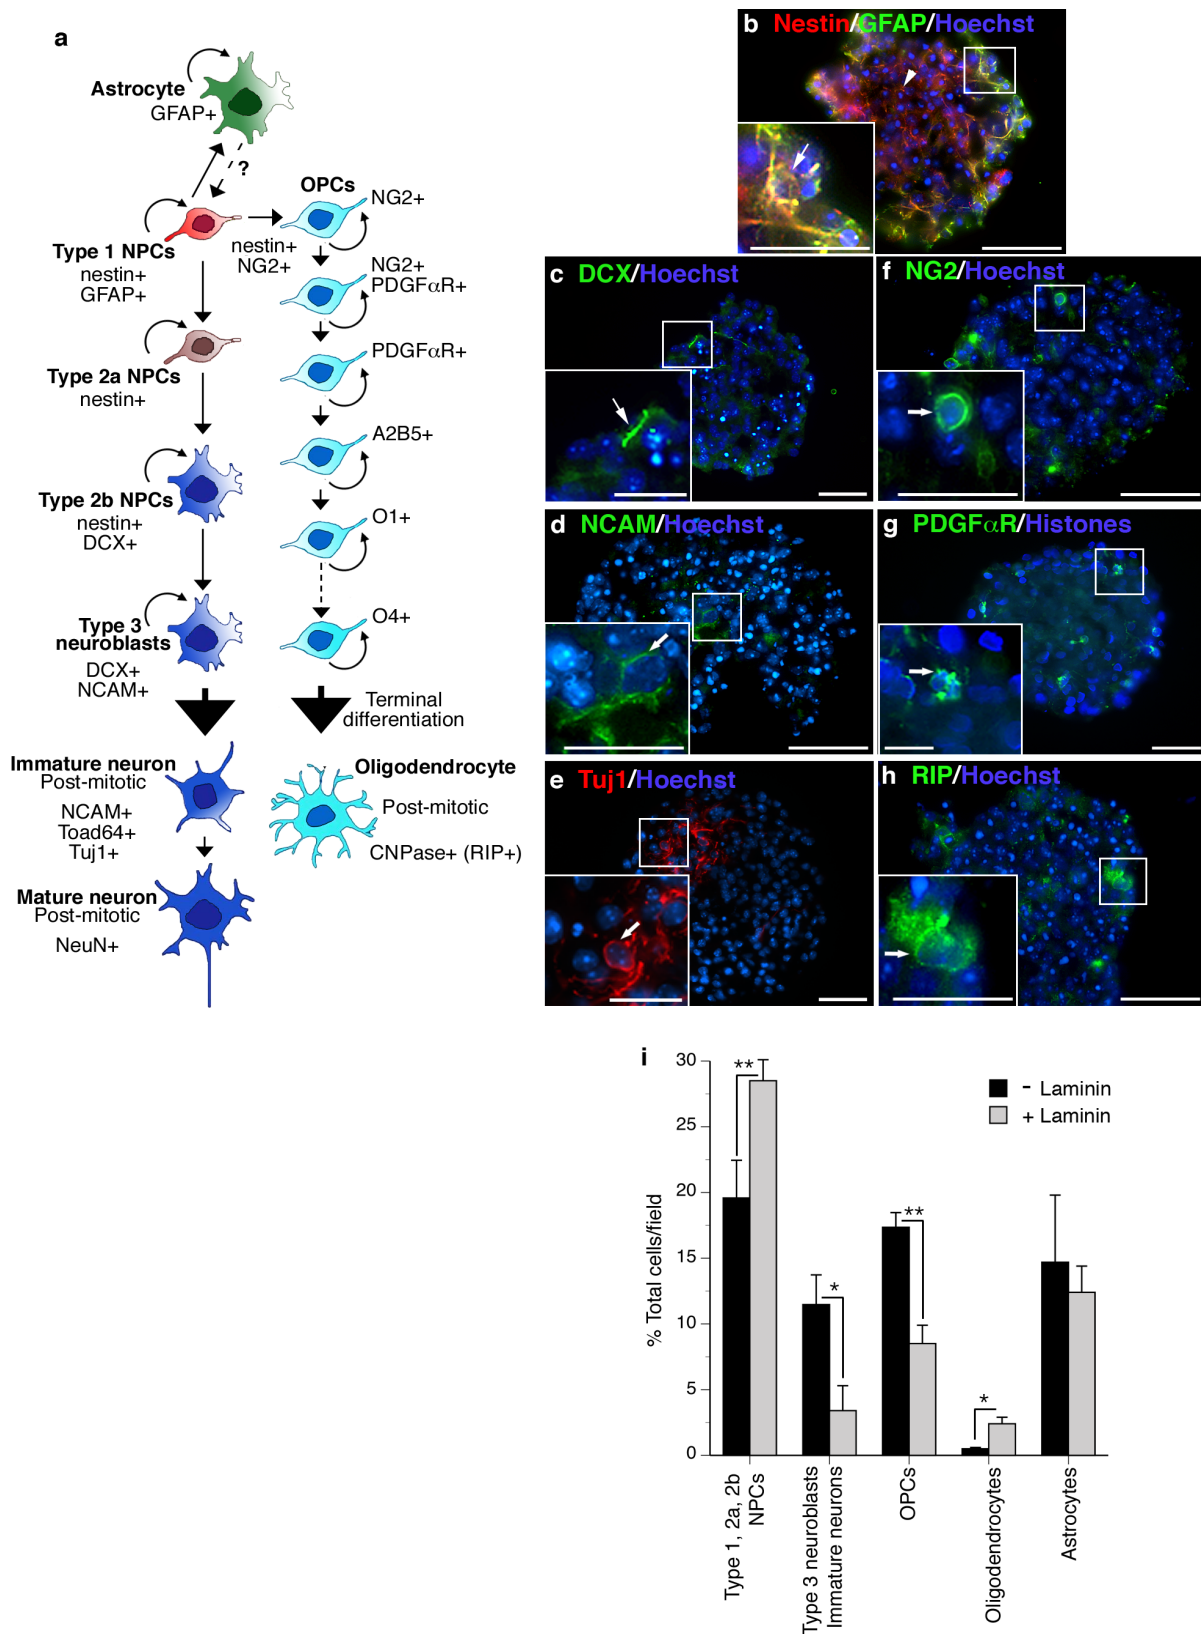 a
Astrocyte
GFAP+
?
OPCs
NG2+
Type 1 NPCs
nestin+
GFAP+
nestin+
NG2+
NG2+
PDGFαR+
Type 2a NPCs
nestin+
PDGFαR+
A2B5+
Type 2b NPCs
nestin+
DCX+
O1+
Type 3
neuroblasts
DCX+
NCAM+
O4+
Terminal
differentiation
Immature neuron
Post-mitotic
NCAM+
Toad64+
Tuj1+
Oligodendrocyte
Post-mitotic
CNPase+ (RIP+)
Mature neuron
Post-mitotic
NeuN+
b Nestin/GFAP/Hoechst
c DCX/Hoechst
f NG2/Hoechst
d NCAM/Hoechst
g PDGFαR/Histones
e Tuj1/Hoechst
h RIP/Hoechst
i
% Total cells/field
30
25
20
15
10
5
0
**
*
**
*
- Laminin
+ Laminin
Type 1, 2a, 2b
NPCs
Type 3 neuroblasts
Immature neurons
OPCs
Oligodendrocytes
Astrocytes